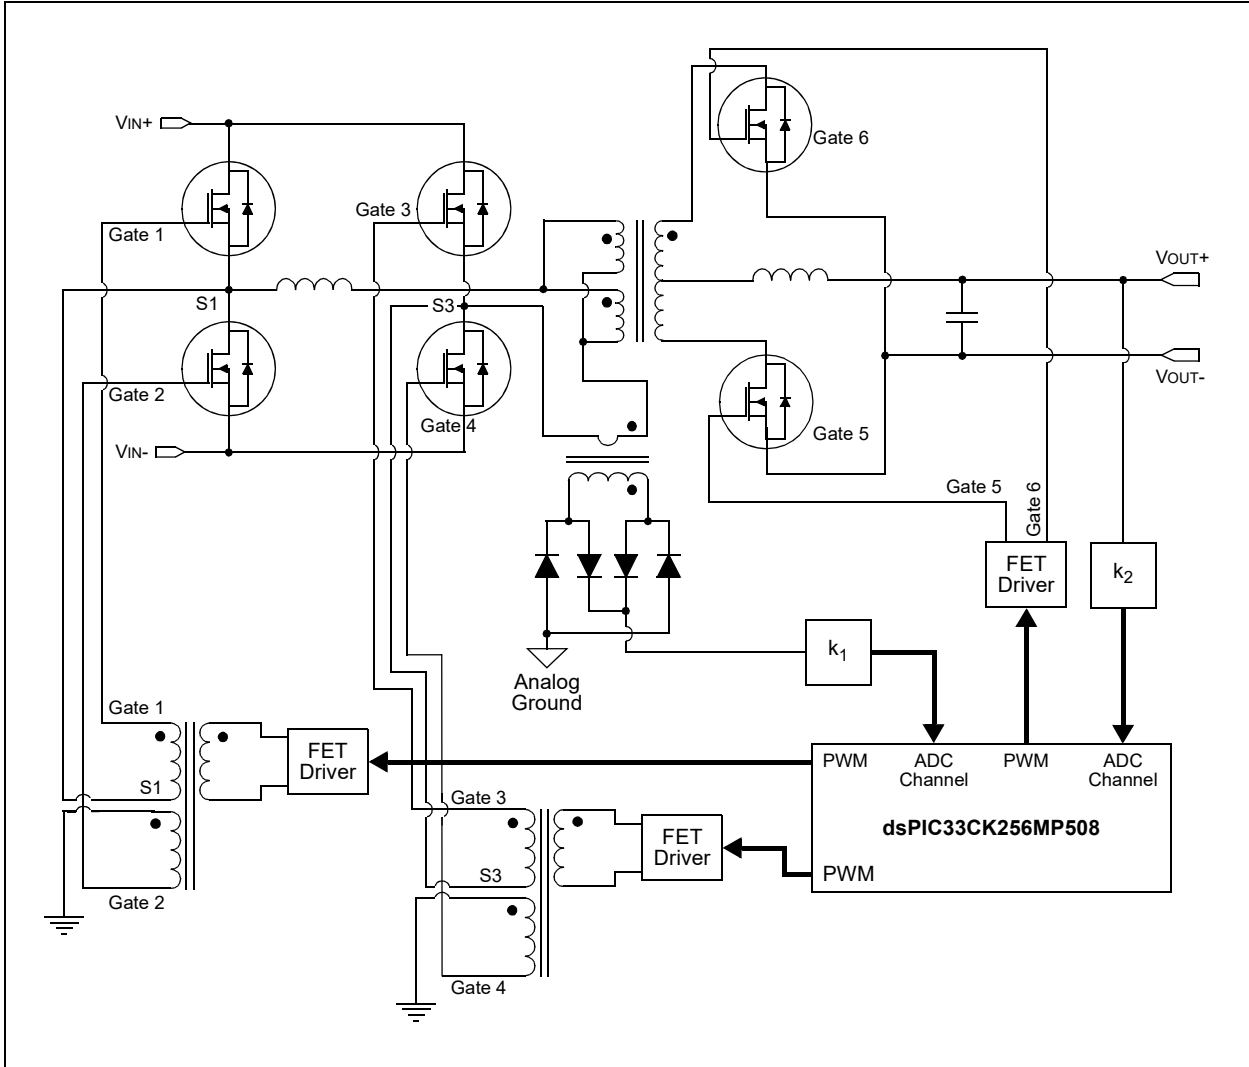 VIN+
Gate 1
Gate 3
Gate 6
S1
S3
VOUT+
VOUT-
Gate 2
Gate 4
Gate 5
VIN-
Gate 5
Gate 6
FET
Driver
k2
k1
Analog
Ground
Gate 1
S1
Gate 2
FET
Driver
Gate 3
S3
Gate 4
FET
Driver
PWM
ADC
Channel
PWM
ADC
Channel
dsPIC33CK256MP508
PWM